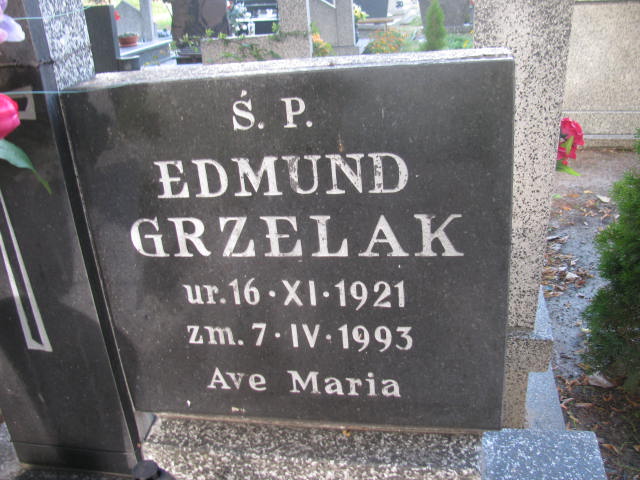 Ś. P.
EDMUND
GRZELAK
ur. 16·XI·1921
zm. 7·IV·1993
Ave Maria